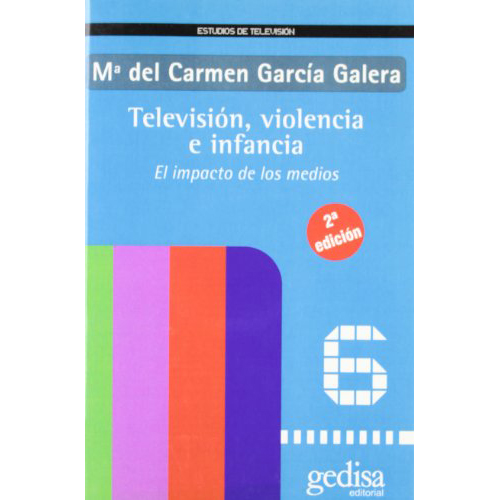 ESTUDIOS DE TELEVISIÓN
Mª del Carmen García Galera
Televisión, violencia
e infancia
El impacto de los medios
2ª
edición
6
gedisa
editorial